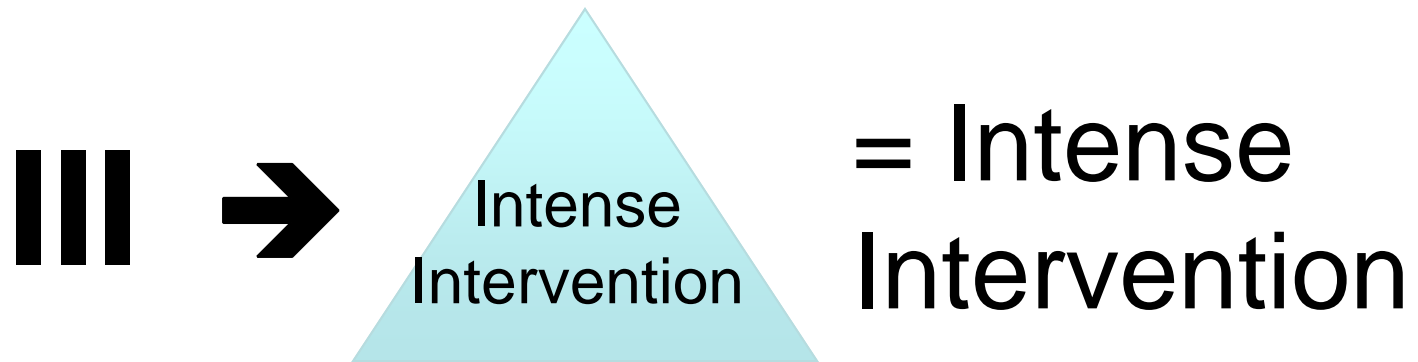 III ➔
Intense
Intervention
= Intense
Intervention